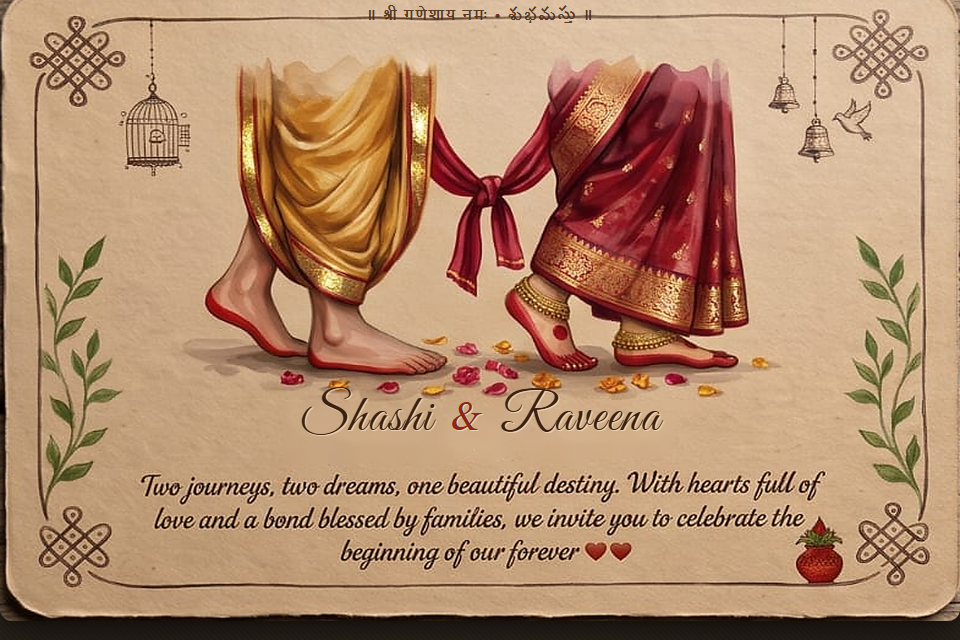 ॥ श्री गणेशाय नमः • శుభమస్తు ॥
Shashi & Raveena
Two journeys, two dreams, one beautiful destiny. With hearts full of
love and a bond blessed by families, we invite you to celebrate the
beginning of our forever ❤️❤️